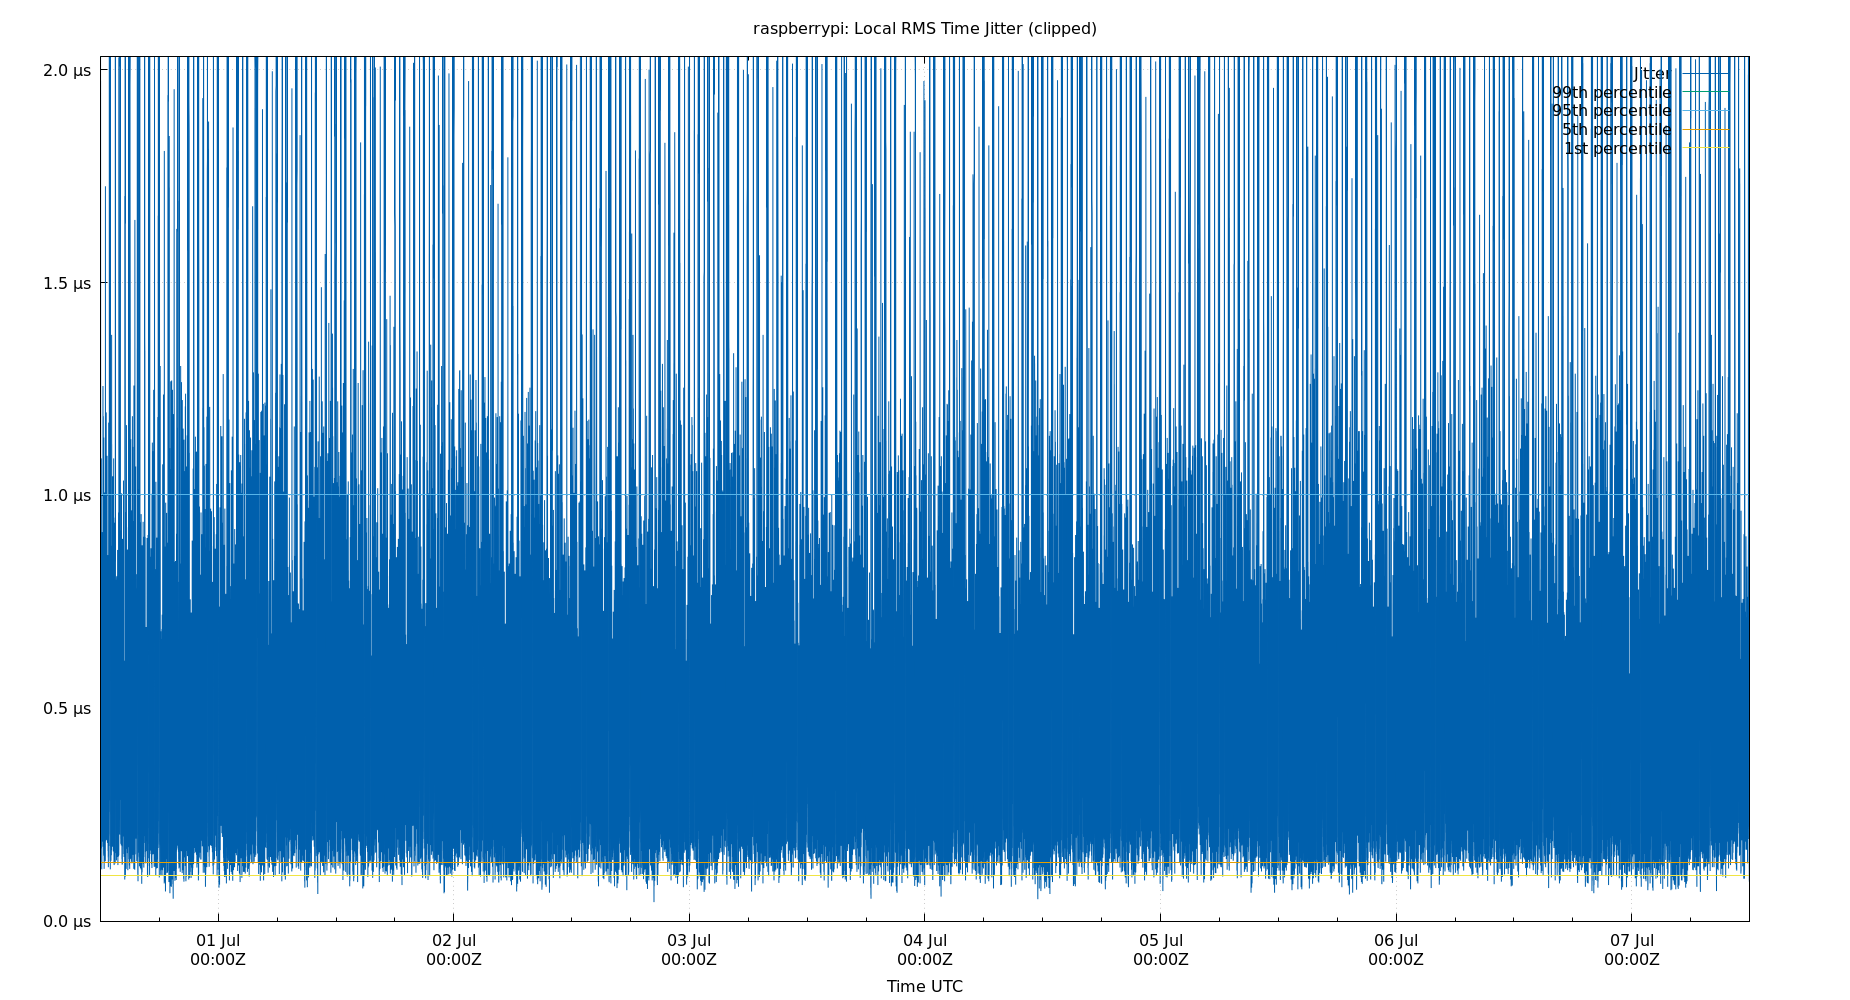 raspberrypi: Local RMS Time Jitter (clipped)
2.0 µs
1.5 µs
1.0 µs
0.5 µs
0.0 µs
Jitter
99th percentile
95th percentile
5th percentile
1st percentile
01 Jul
00:00Z
02 Jul
00:00Z
03 Jul
00:00Z
04 Jul
00:00Z
05 Jul
00:00Z
06 Jul
00:00Z
07 Jul
00:00Z
Time UTC